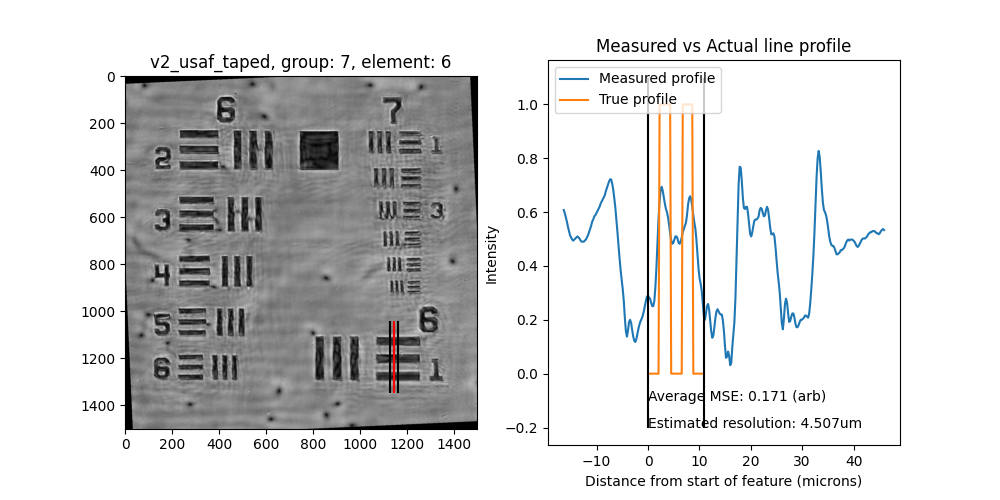 v2_usaf_taped, group: 7, element: 6
0
200
400
600
800
1000
1200
1400
0 200 400 600 800 1000 1200 1400
6 7
2 1
3 3
4
5 6
6 1
Measured vs Actual line profile
Measured profile
True profile
Intensity
1.0
0.8
0.6
0.4
0.2
0.0
−0.2
Average MSE: 0.171 (arb)
Estimated resolution: 4.507um
−10 0 10 20 30 40
Distance from start of feature (microns)